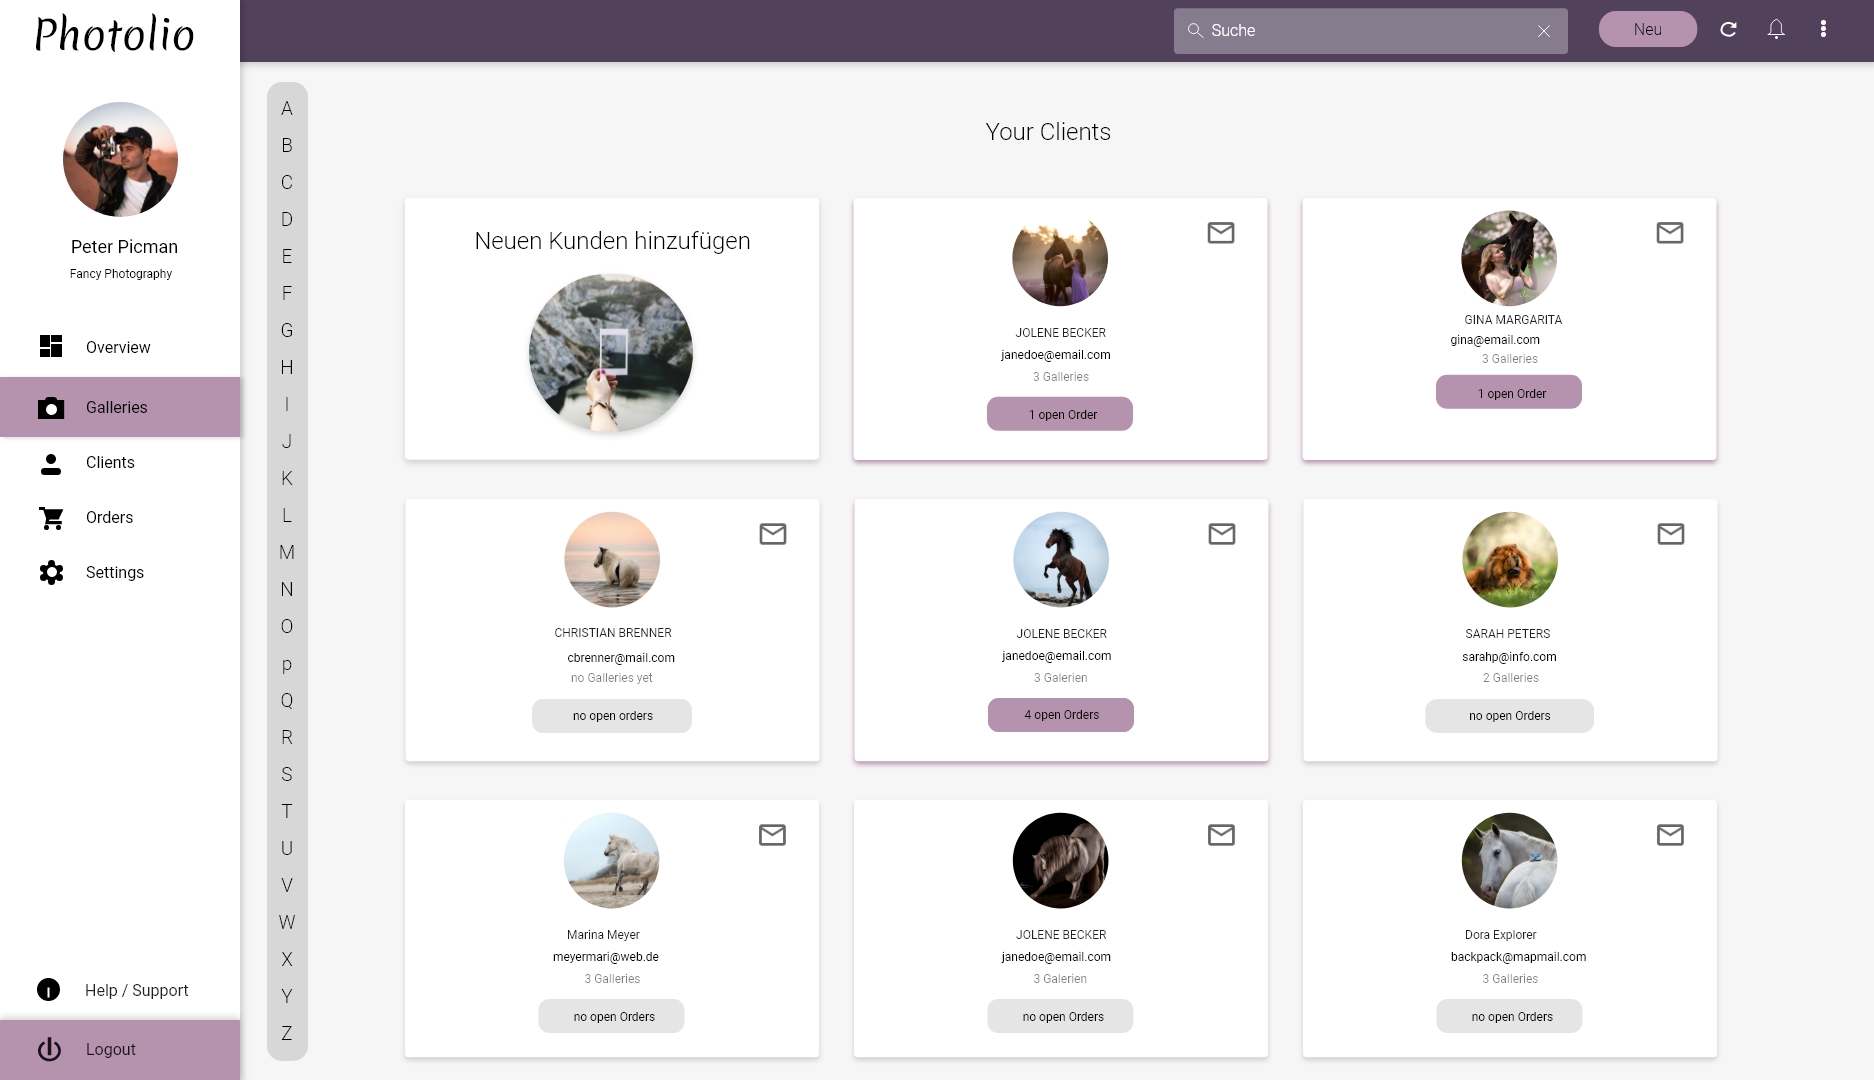 Photolio
Suche
Neu
Peter Picman
Fancy Photography
Overview
Galleries
Clients
Orders
Settings
Help / Support
Logout
A
B
C
D
E
F
G
H
I
J
K
L
M
N
O
p
Q
R
S
T
U
V
W
X
Y
Z
Your Clients
Neuen Kunden hinzufügen
JOLENE BECKER
janedoe@email.com
3 Galleries
1 open Order
GINA MARGARITA
gina@email.com
3 Galleries
1 open Order
CHRISTIAN BRENNER
cbrenner@mail.com
no Galleries yet
no open orders
JOLENE BECKER
janedoe@email.com
3 Galerien
4 open Orders
SARAH PETERS
sarahp@info.com
2 Galleries
no open Orders
Marina Meyer
meyermari@web.de
3 Galleries
no open Orders
JOLENE BECKER
janedoe@email.com
3 Galerien
no open Orders
Dora Explorer
backpack@mapmail.com
3 Galleries
no open Orders